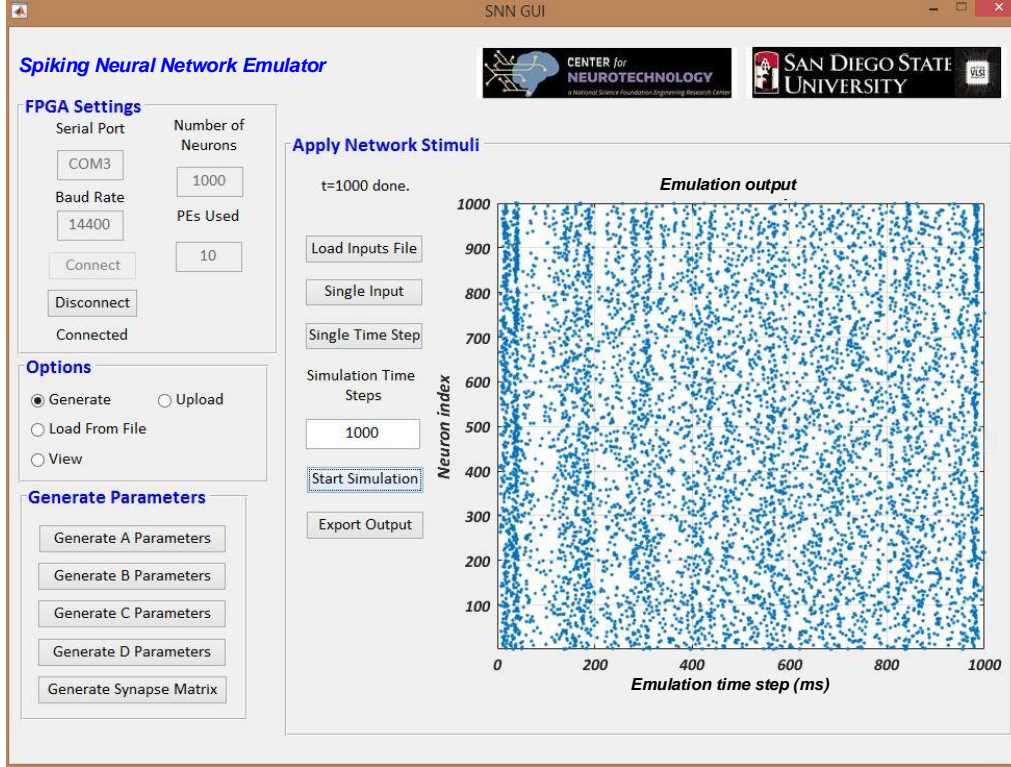 SNN GUI
Spiking Neural Network Emulator
CENTER for
NEUROTECHNOLOGY
a National Science Foundation Engineering Research Center
SAN DIEGO STATE
UNIVERSITY
VLSI
FPGA Settings
Serial Port
COM3
Baud Rate
14400
Connect
Disconnect
Connected
Number of
Neurons
1000
PEs Used
10
Options
Generate
Upload
Load From File
View
Generate Parameters
Generate A Parameters
Generate B Parameters
Generate C Parameters
Generate D Parameters
Generate Synapse Matrix
Apply Network Stimuli
t=1000 done.
Load Inputs File
Single Input
Single Time Step
Simulation Time
Steps
1000
Start Simulation
Export Output
Emulation output
Neuron index
1000
900
800
700
600
500
400
300
200
100
0
200
400
600
800
1000
Emulation time step (ms)